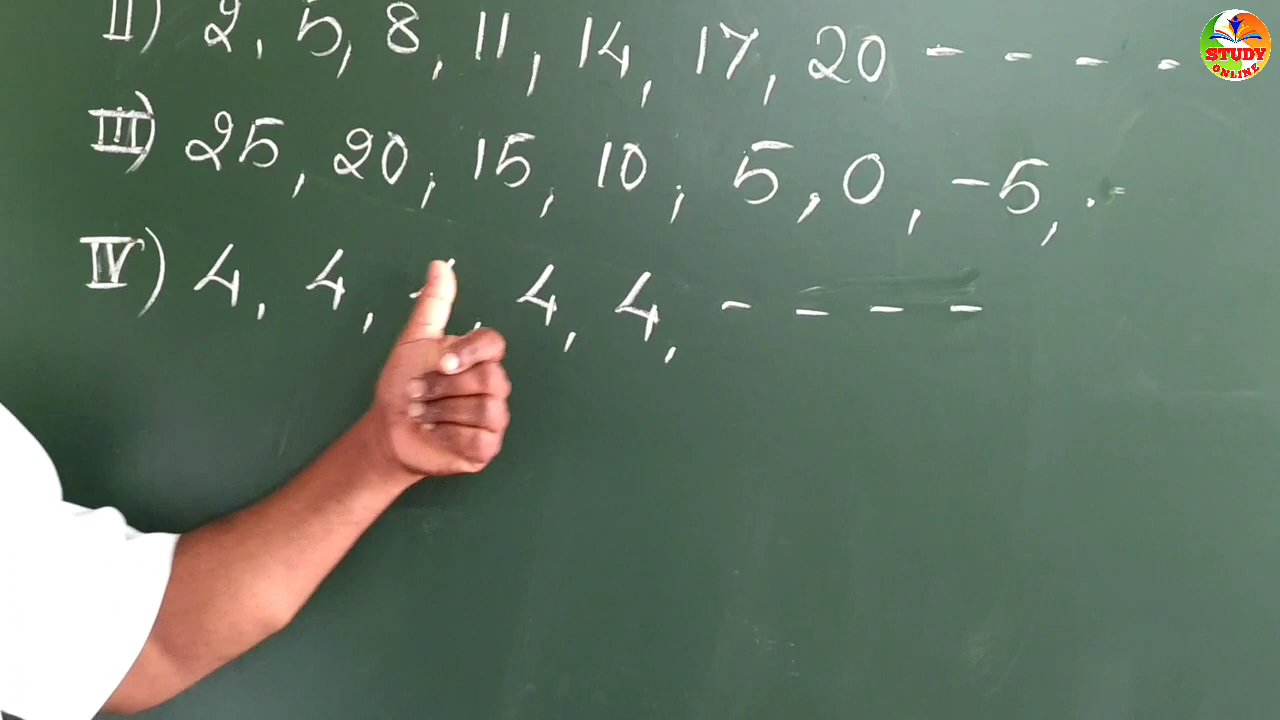 II) 2, 5, 8, 11, 14, 17, 20 - - - -
III) 25, 20, 15, 10, 5, 0, -5, ..
IV) 4, 4, , 4, 4, - - - -
STUDY
ONLINE